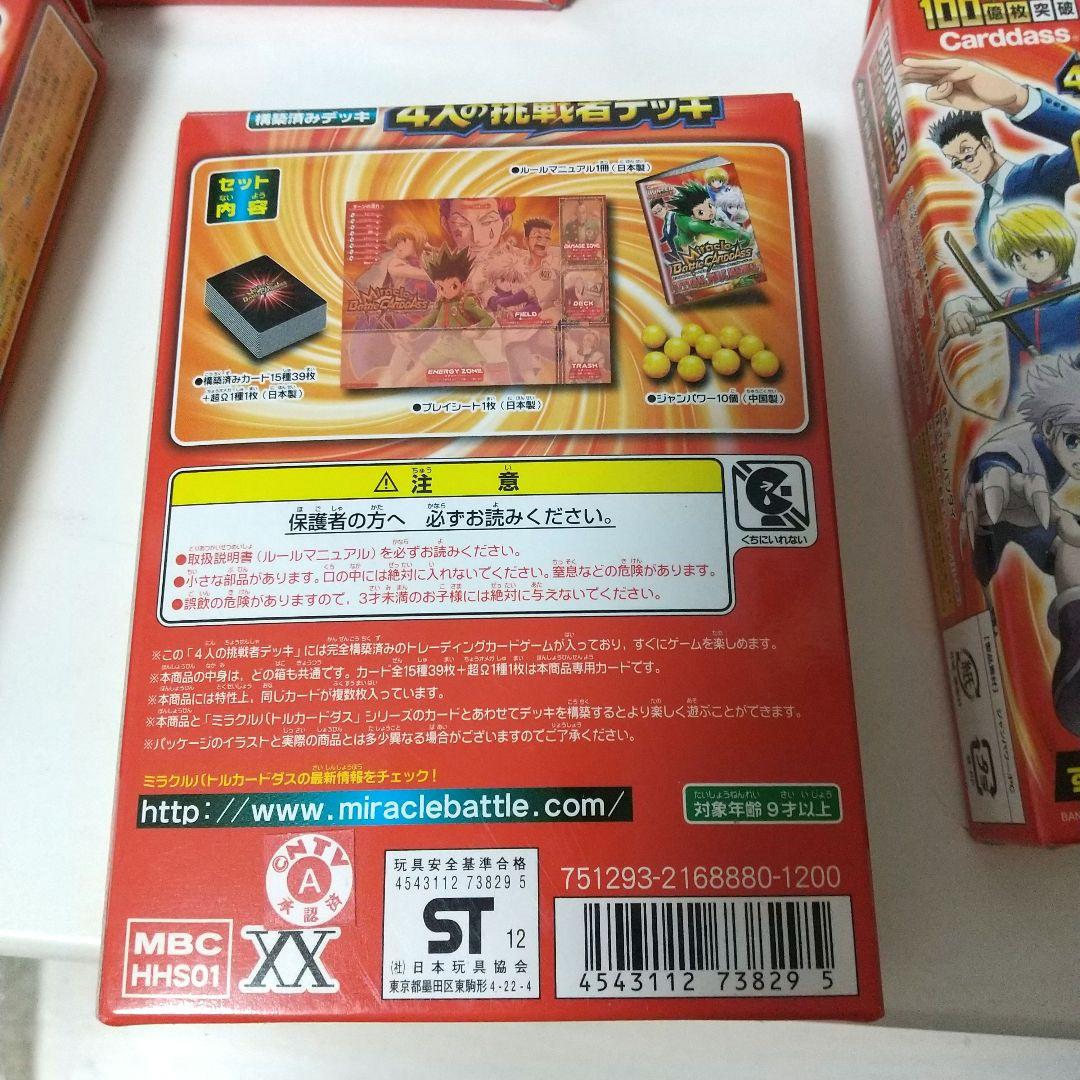 100億枚突破
Carddass
HUNTER
構築済みデッキ
4人の挑戦者デッキ
セット
内容
●ルールマニュアル1冊(日本製)
Miracle
Battle CARDDASS
DAMAGE ZONE
DECK
FIELD
TRASH
ENERGY ZONE
●構築済みカード15種39枚
+超Ω1種1枚(日本製)
●プレイシート1枚(日本製)
●ジャンパワー10個(中国製)
⚠注意
保護者の方へ 必ずお読みください。
くちにいれない
●取扱説明書(ルールマニュアル)を必ずお読みください。
●小さな部品があります。口の中には絶対に入れないでください。窒息などの危険があります。
●誤飲の危険がありますので,3才未満のお子様には絶対に与えないでください。
※この「4人の挑戦者デッキ」には完全構築済みのトレーディングカードゲームが入っており,すぐにゲームを楽しめます。
※本商品の中身は,どの箱も共通です。カード全15種39枚+超Ω1種1枚は本商品専用カードです。
※本商品には特性上,同じカードが複数枚入っています。
※本商品と「ミラクルバトルカードダス」シリーズのカードとあわせてデッキを構築するとより楽しく遊ぶことができます。
※パッケージのイラストと実際の商品とは多少異なる場合がございますのでご了承ください。
ミラクルバトルカードダスの最新情報をチェック!
http://www.miraclebattle.com/
対象年齢9才以上
NTV
A
承認済
玩具安全基準合格
4543112 73829 5
ST 12
(社)日本玩具協会
東京都墨田区東駒形4-22-4
751293-2168880-1200
4543112 738295
MBC
HHS01
XX